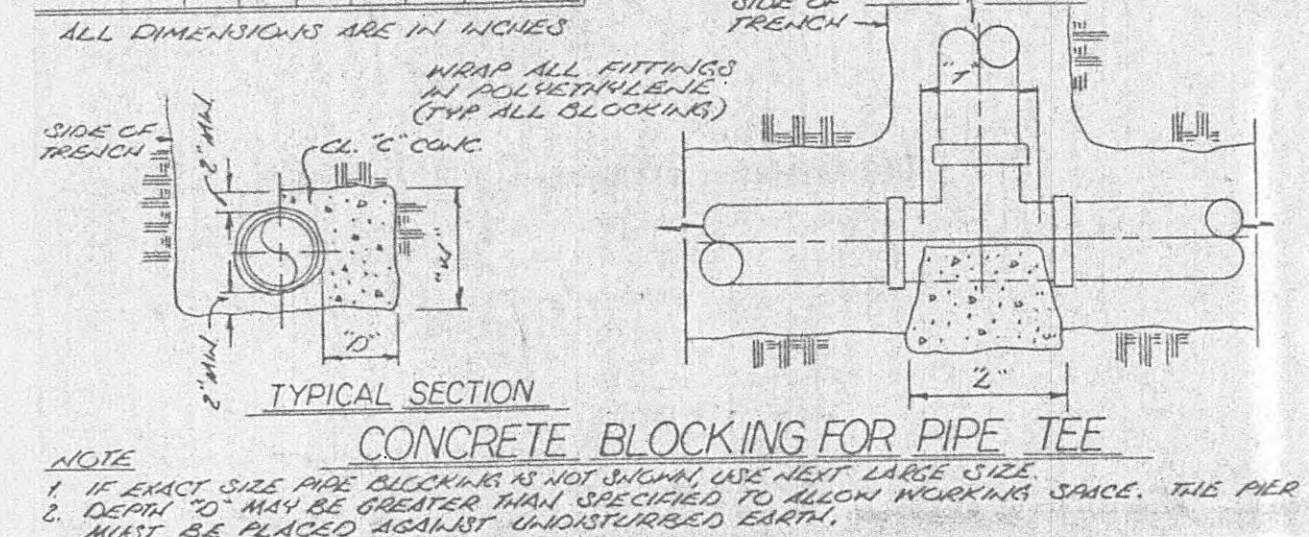 ALL DIMENSIONS ARE IN INCHES
SIDE OF
TRENCH
WRAP ALL FITTINGS
IN POLYETHYLENE
(TYP ALL BLOCKING)
"T"
SIDE OF
TRENCH
2" MIN
CL. "C" CONC.
"W"
"D"
2" MIN
"Z"
TYPICAL SECTION
CONCRETE BLOCKING FOR PIPE TEE
NOTE
1. IF EXACT SIZE PIPE BLOCKING IS NOT SHOWN, USE NEXT LARGE SIZE.
2. DEPTH "D" MAY BE GREATER THAN SPECIFIED TO ALLOW WORKING SPACE. THE PIER
MUST BE PLACED AGAINST UNDISTURBED EARTH.